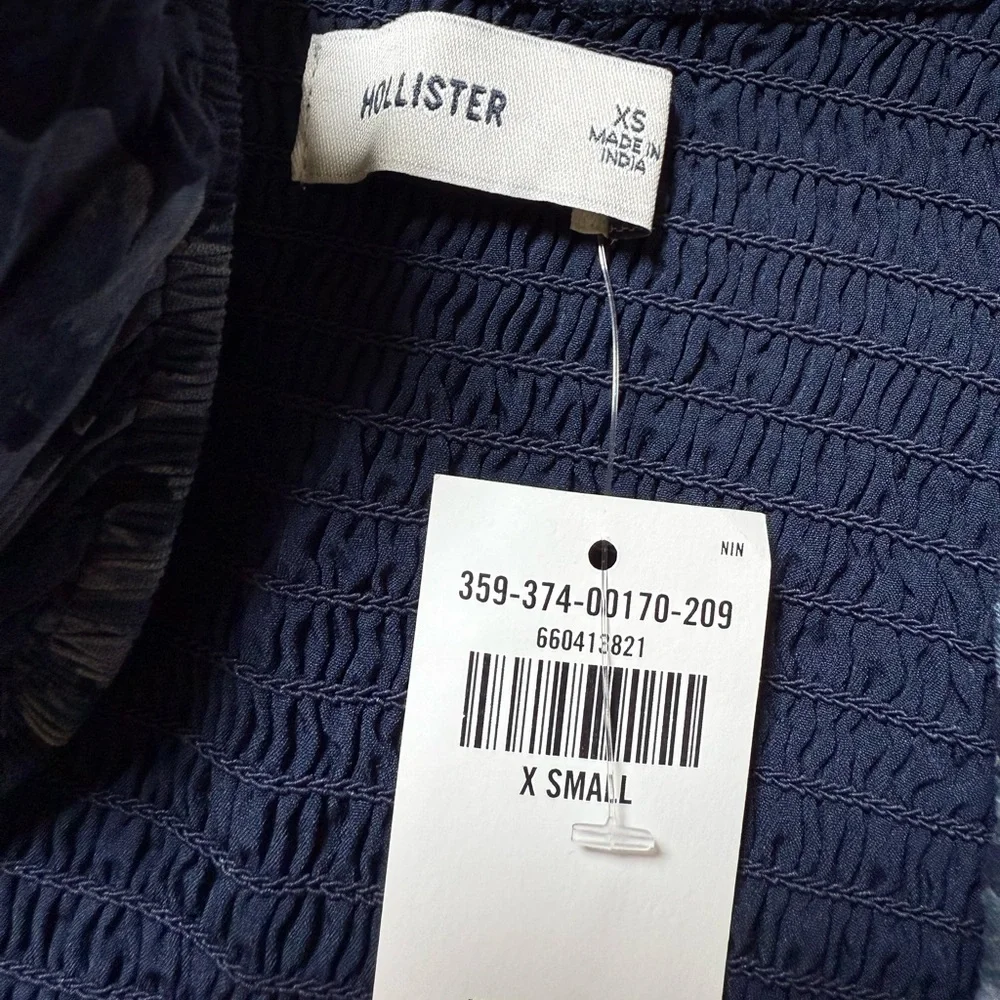 HOLLISTER
XS
MADE IN
INDIA
NIN
359-374-00170-209
660413821
X SMALL